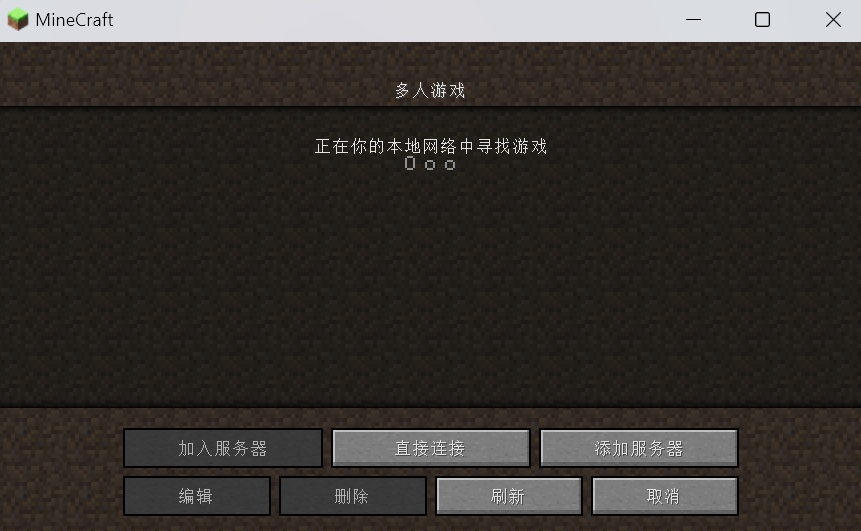 MineCraft
多人游戏
正在你的本地网络中寻找游戏
O o o
加入服务器 直接连接 添加服务器
编辑 删除 刷新 取消